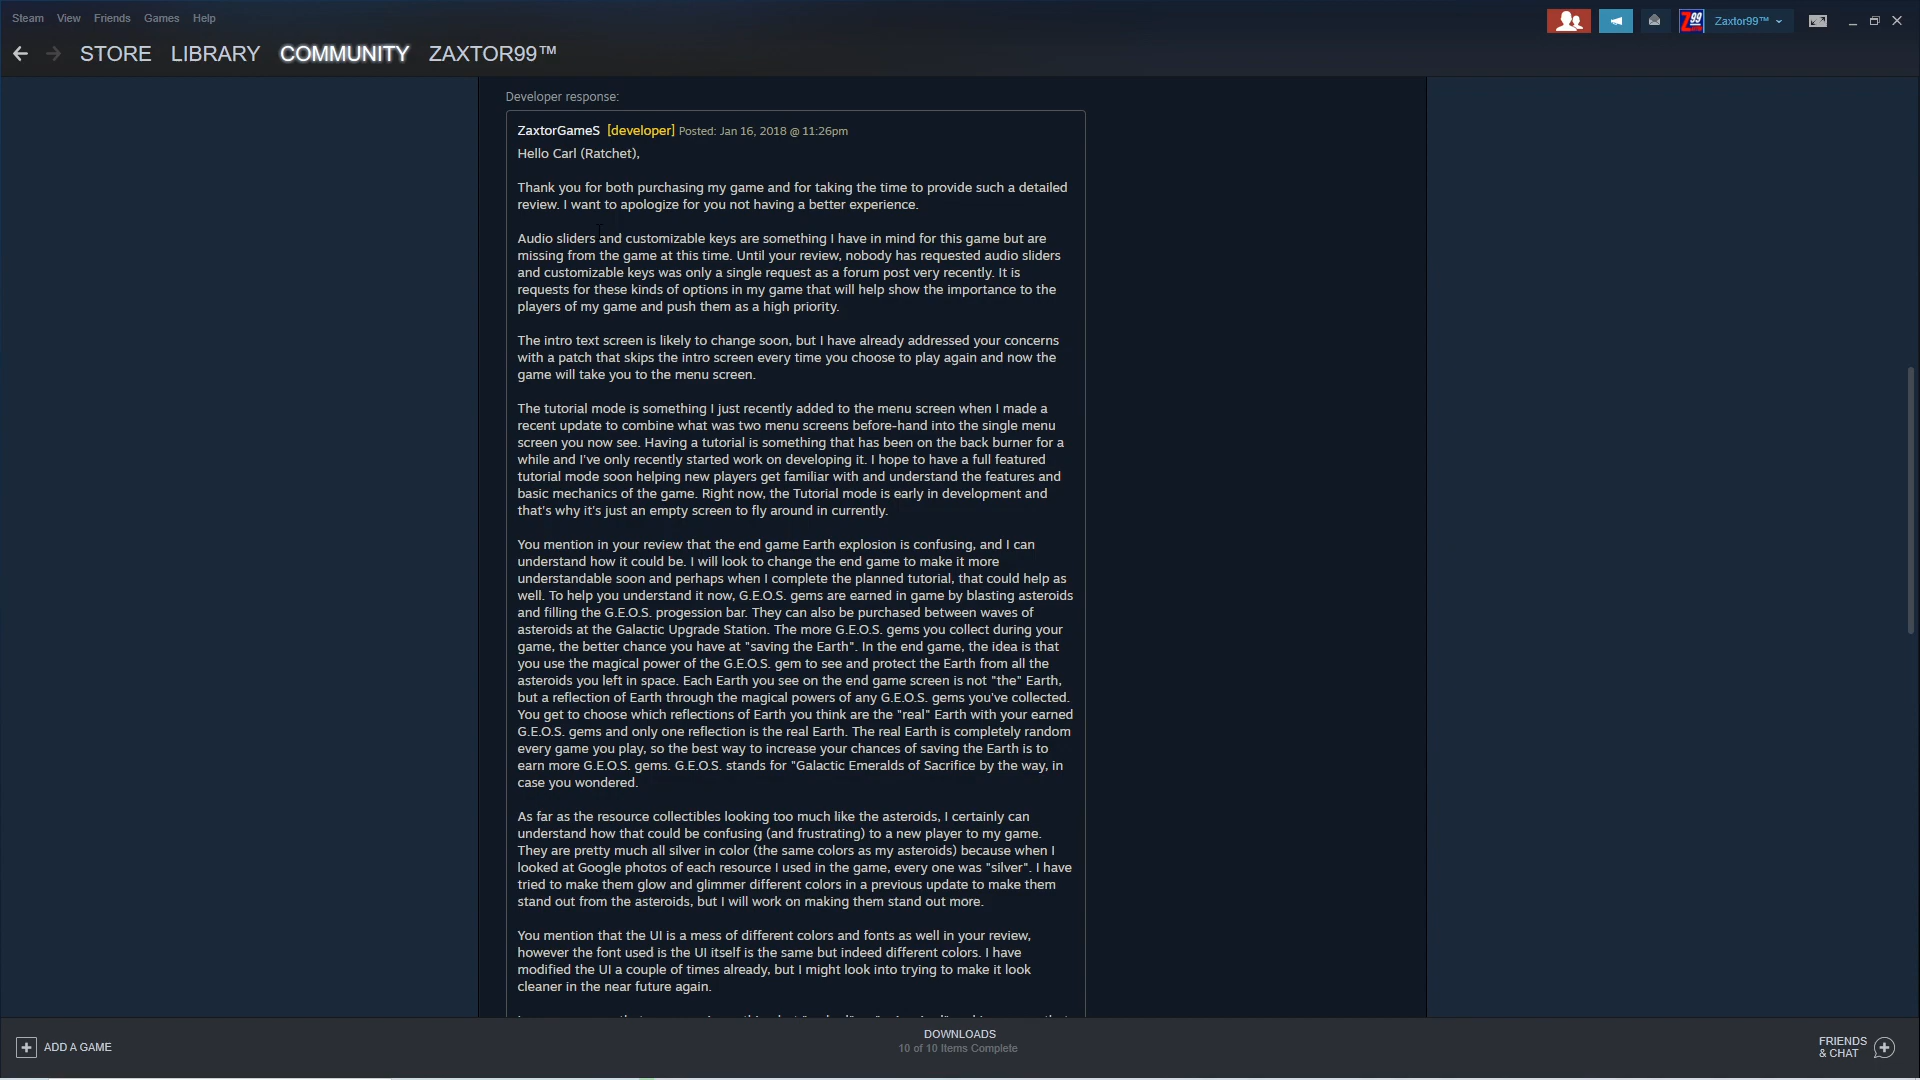 Steam View Friends Games Help
Zaxtor99™
STORE LIBRARY COMMUNITY ZAXTOR99™
Developer response:
ZaxtorGameS [developer] Posted: Jan 16, 2018 @ 11:26pm
Hello Carl (Ratchet),
Thank you for both purchasing my game and for taking the time to provide such a detailed
review. I want to apologize for you not having a better experience.
Audio sliders and customizable keys are something I have in mind for this game but are
missing from the game at this time. Until your review, nobody has requested audio sliders
and customizable keys was only a single request as a forum post very recently. It is
requests for these kinds of options in my game that will help show the importance to the
players of my game and push them as a high priority.
The intro text screen is likely to change soon, but I have already addressed your concerns
with a patch that skips the intro screen every time you choose to play again and now the
game will take you to the menu screen.
The tutorial mode is something I just recently added to the menu screen when I made a
recent update to combine what was two menu screens before-hand into the single menu
screen you now see. Having a tutorial is something that has been on the back burner for a
while and I've only recently started work on developing it. I hope to have a full featured
tutorial mode soon helping new players get familiar with and understand the features and
basic mechanics of the game. Right now, the Tutorial mode is early in development and
that's why it's just an empty screen to fly around in currently.
You mention in your review that the end game Earth explosion is confusing, and I can
understand how it could be. I will look to change the end game to make it more
understandable soon and perhaps when I complete the planned tutorial, that could help as
well. To help you understand it now, G.E.O.S. gems are earned in game by blasting asteroids
and filling the G.E.O.S. progession bar. They can also be purchased between waves of
asteroids at the Galactic Upgrade Station. The more G.E.O.S. gems you collect during your
game, the better chance you have at "saving the Earth". In the end game, the idea is that
you use the magical power of the G.E.O.S. gem to see and protect the Earth from all the
asteroids you left in space. Each Earth you see on the end game screen is not "the" Earth,
but a reflection of Earth through the magical powers of any G.E.O.S. gems you've collected.
You get to choose which reflections of Earth you think are the "real" Earth with your earned
G.E.O.S. gems and only one reflection is the real Earth. The real Earth is completely random
every game you play, so the best way to increase your chances of saving the Earth is to
earn more G.E.O.S. gems. G.E.O.S. stands for "Galactic Emeralds of Sacrifice by the way, in
case you wondered.
As far as the resource collectibles looking too much like the asteroids, I certainly can
understand how that could be confusing (and frustrating) to a new player to my game.
They are pretty much all silver in color (the same colors as my asteroids) because when I
looked at Google photos of each resource I used in the game, every one was "silver". I have
tried to make them glow and glimmer different colors in a previous update to make them
stand out from the asteroids, but I will work on making them stand out more.
You mention that the UI is a mess of different colors and fonts as well in your review,
however the font used is the UI itself is the same but indeed different colors. I have
modified the UI a couple of times already, but I might look into trying to make it look
cleaner in the near future again.
ADD A GAME
DOWNLOADS
10 of 10 Items Complete
FRIENDS
& CHAT